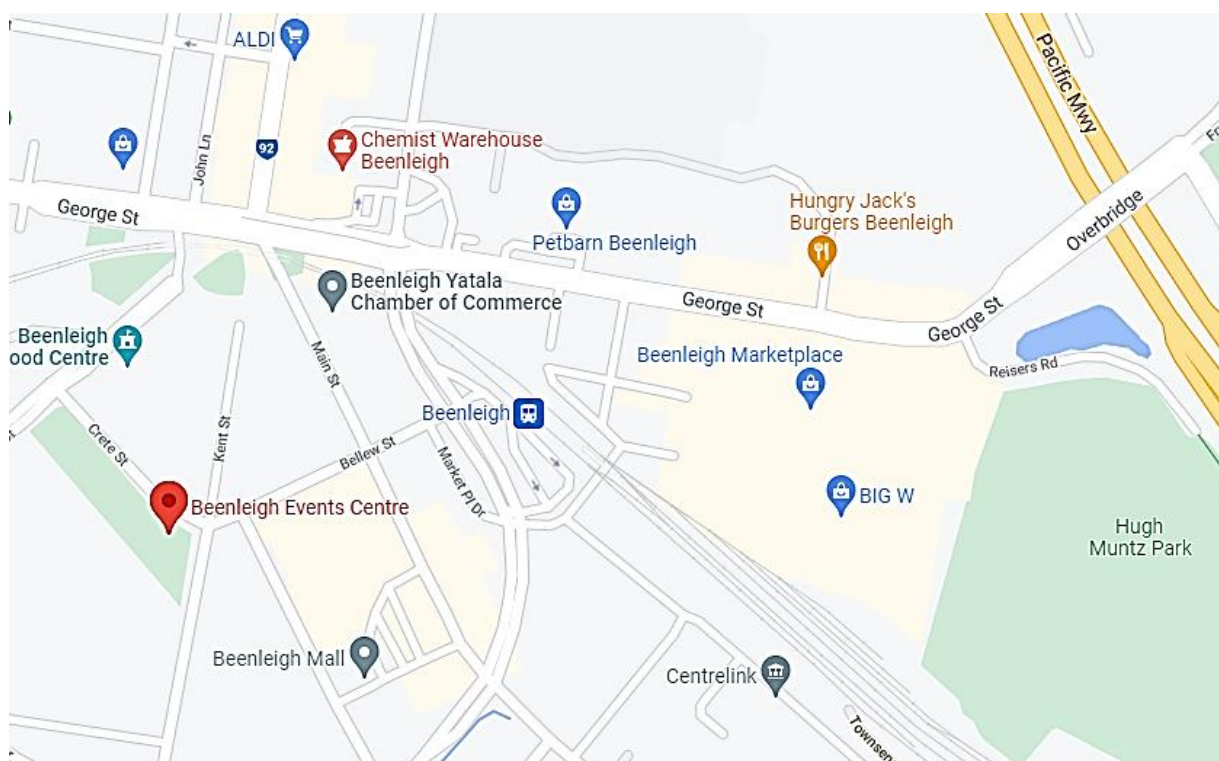 ALDI
Pacific Mwy
John Ln
92
Chemist Warehouse
Beenleigh
George St
Overbridge
Hungry Jack's
Burgers Beenleigh
Petbarn Beenleigh
Beenleigh Yatala
Chamber of Commerce
George St
George St
Beenleigh
ood Centre
Main St
Beenleigh Marketplace
Reisers Rd
Beenleigh
Crete St
Kent St
Bellew St
Market Pl Dr
Beenleigh Events Centre
BIG W
Hugh
Muntz Park
Beenleigh Mall
Centrelink
Townsen